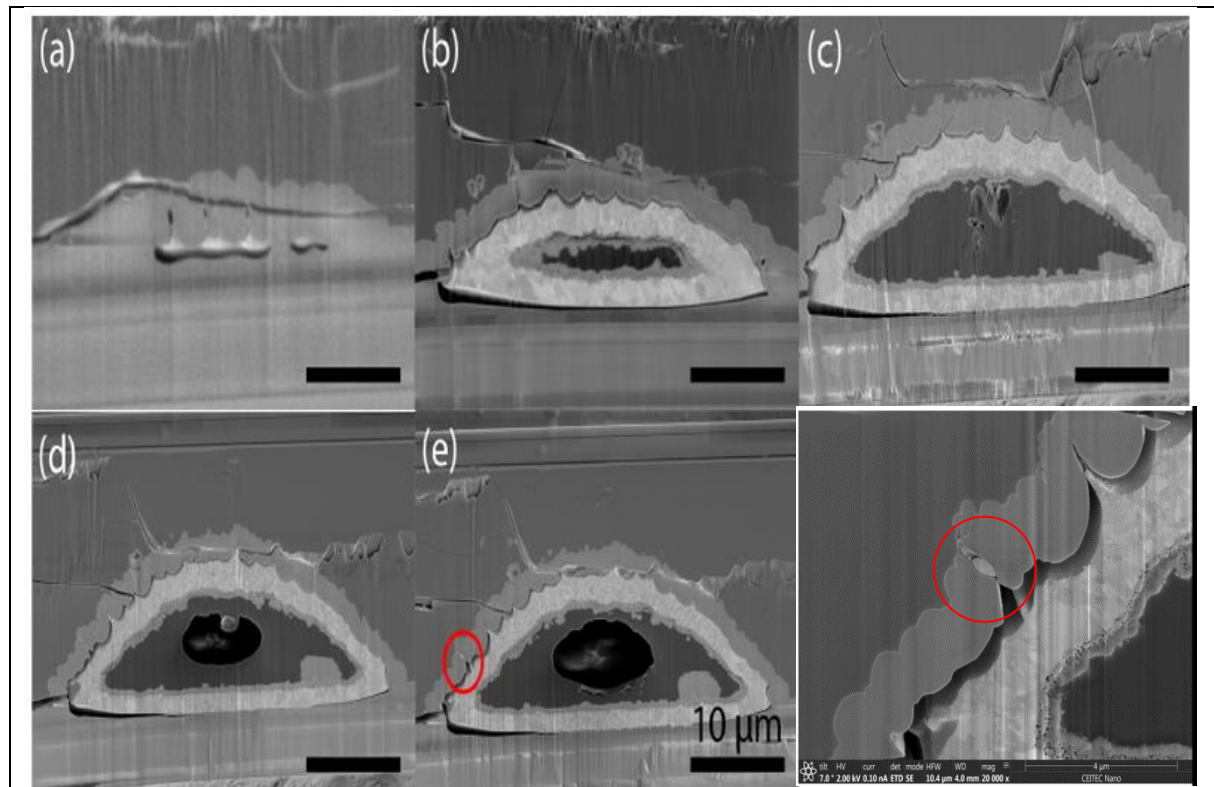 (a)
(b)
(c)
(d)
(e)
10 µm
tilt HV curr det mode HFW WD mag
7.0 ° 2.00 kV 0.10 nA ETD SE 10.4 µm 4.0 mm 20 000 x
4 µm
CEITEC Nano